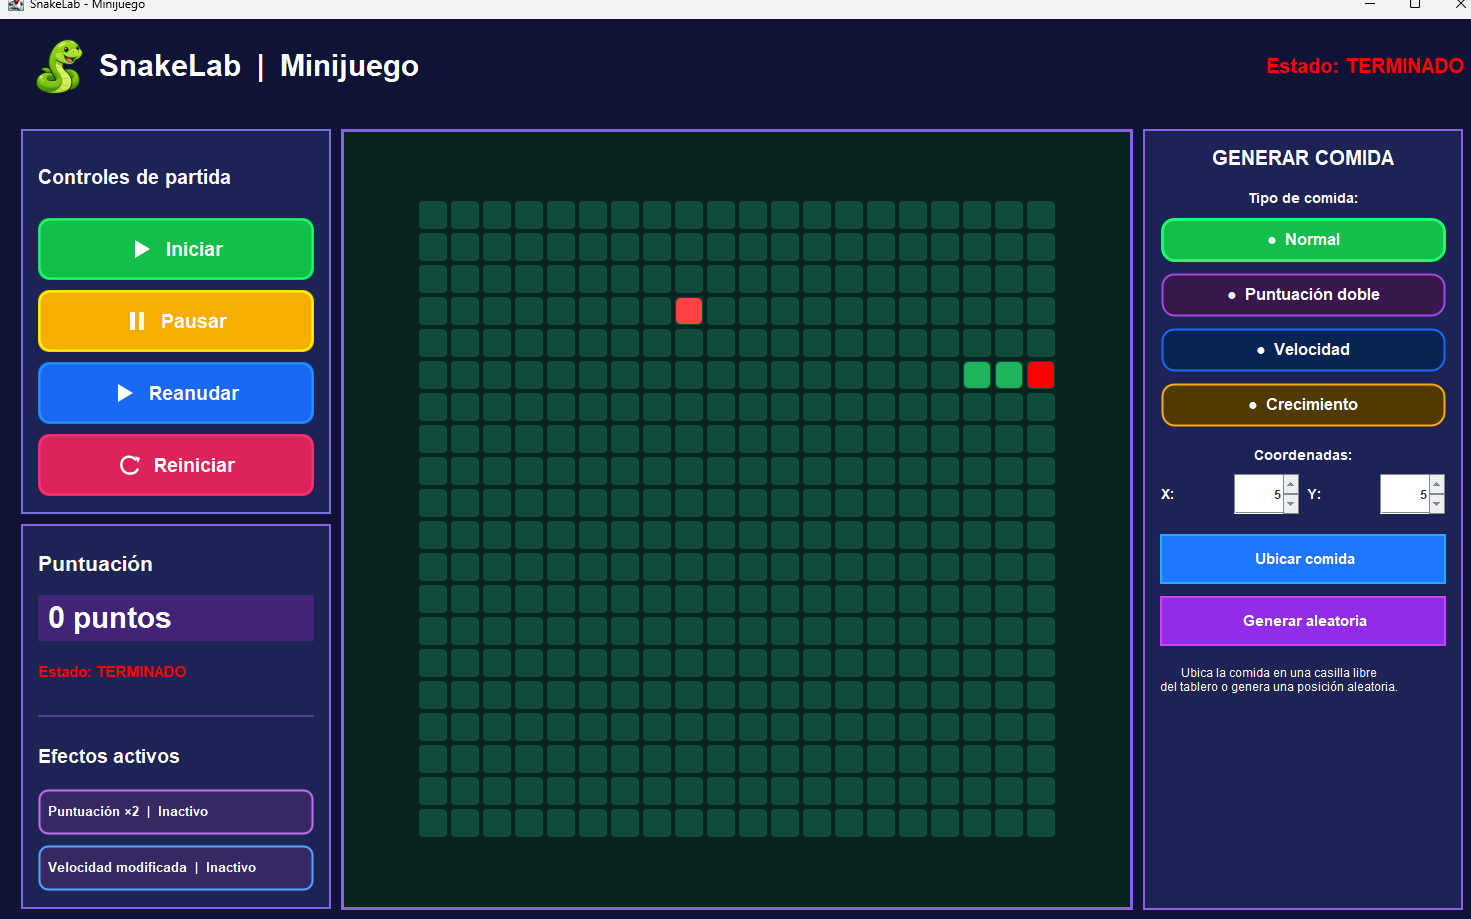 SnakeLab - Minijuego
SnakeLab | Minijuego
Estado: TERMINADO
Controles de partida
Iniciar
Pausar
Reanudar
Reiniciar
Puntuación
0 puntos
Estado: TERMINADO
Efectos activos
Puntuación ×2 | Inactivo
Velocidad modificada | Inactivo
GENERAR COMIDA
Tipo de comida:
● Normal
● Puntuación doble
● Velocidad
● Crecimiento
Coordenadas:
X: 5 Y: 5
Ubicar comida
Generar aleatoria
Ubica la comida en una casilla libre
del tablero o genera una posición aleatoria.